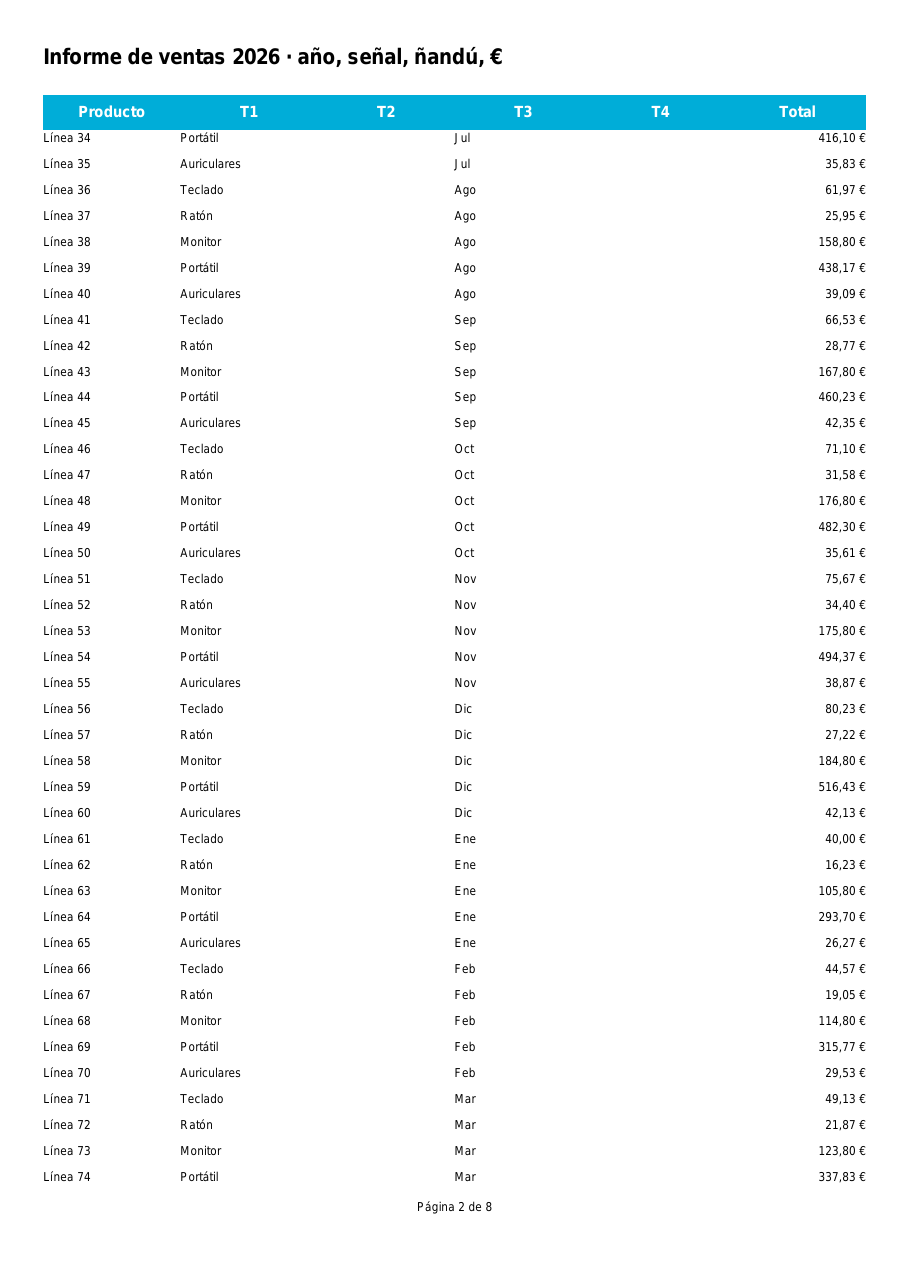 Informe de ventas 2026 · año, señal, ñandú, €
Producto T1 T2 T3 T4 Total
Línea 34 Portátil Jul 416,10 €
Línea 35 Auriculares Jul 35,83 €
Línea 36 Teclado Ago 61,97 €
Línea 37 Ratón Ago 25,95 €
Línea 38 Monitor Ago 158,80 €
Línea 39 Portátil Ago 438,17 €
Línea 40 Auriculares Ago 39,09 €
Línea 41 Teclado Sep 66,53 €
Línea 42 Ratón Sep 28,77 €
Línea 43 Monitor Sep 167,80 €
Línea 44 Portátil Sep 460,23 €
Línea 45 Auriculares Sep 42,35 €
Línea 46 Teclado Oct 71,10 €
Línea 47 Ratón Oct 31,58 €
Línea 48 Monitor Oct 176,80 €
Línea 49 Portátil Oct 482,30 €
Línea 50 Auriculares Oct 35,61 €
Línea 51 Teclado Nov 75,67 €
Línea 52 Ratón Nov 34,40 €
Línea 53 Monitor Nov 175,80 €
Línea 54 Portátil Nov 494,37 €
Línea 55 Auriculares Nov 38,87 €
Línea 56 Teclado Dic 80,23 €
Línea 57 Ratón Dic 27,22 €
Línea 58 Monitor Dic 184,80 €
Línea 59 Portátil Dic 516,43 €
Línea 60 Auriculares Dic 42,13 €
Línea 61 Teclado Ene 40,00 €
Línea 62 Ratón Ene 16,23 €
Línea 63 Monitor Ene 105,80 €
Línea 64 Portátil Ene 293,70 €
Línea 65 Auriculares Ene 26,27 €
Línea 66 Teclado Feb 44,57 €
Línea 67 Ratón Feb 19,05 €
Línea 68 Monitor Feb 114,80 €
Línea 69 Portátil Feb 315,77 €
Línea 70 Auriculares Feb 29,53 €
Línea 71 Teclado Mar 49,13 €
Línea 72 Ratón Mar 21,87 €
Línea 73 Monitor Mar 123,80 €
Línea 74 Portátil Mar 337,83 €
Página 2 de 8